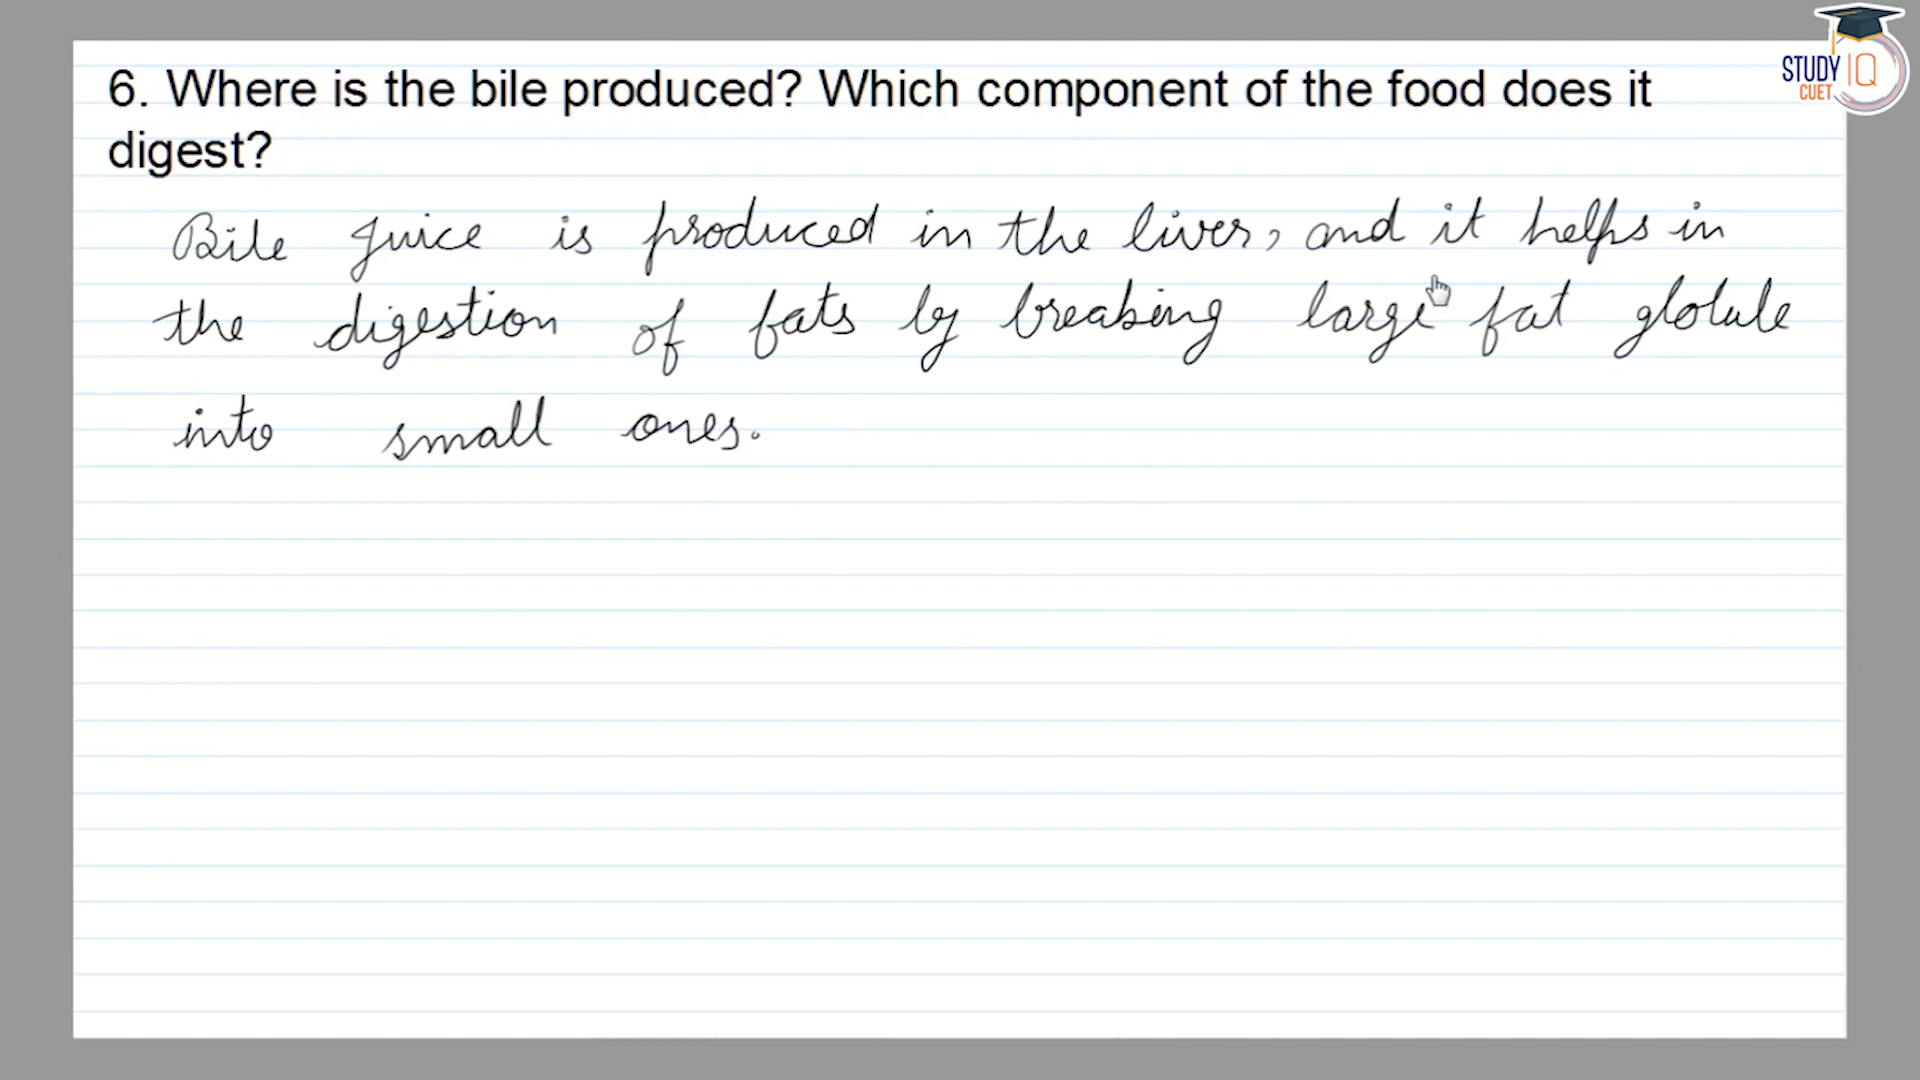 STUDY IQ
CUET
6. Where is the bile produced? Which component of the food does it
digest?
Bile juice is produced in the liver, and it helps in
the digestion of fats by breaking large fat globule
into small ones.